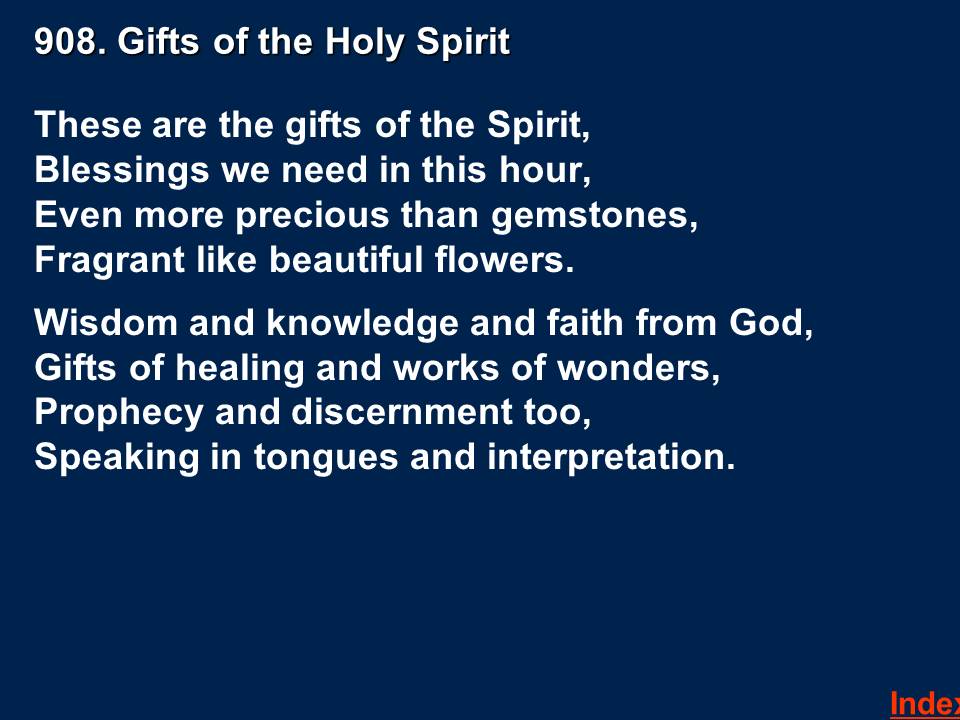 908. Gifts of the Holy Spirit
These are the gifts of the Spirit,
Blessings we need in this hour,
Even more precious than gemstones,
Fragrant like beautiful flowers.
Wisdom and knowledge and faith from God,
Gifts of healing and works of wonders,
Prophecy and discernment too,
Speaking in tongues and interpretation.
Index